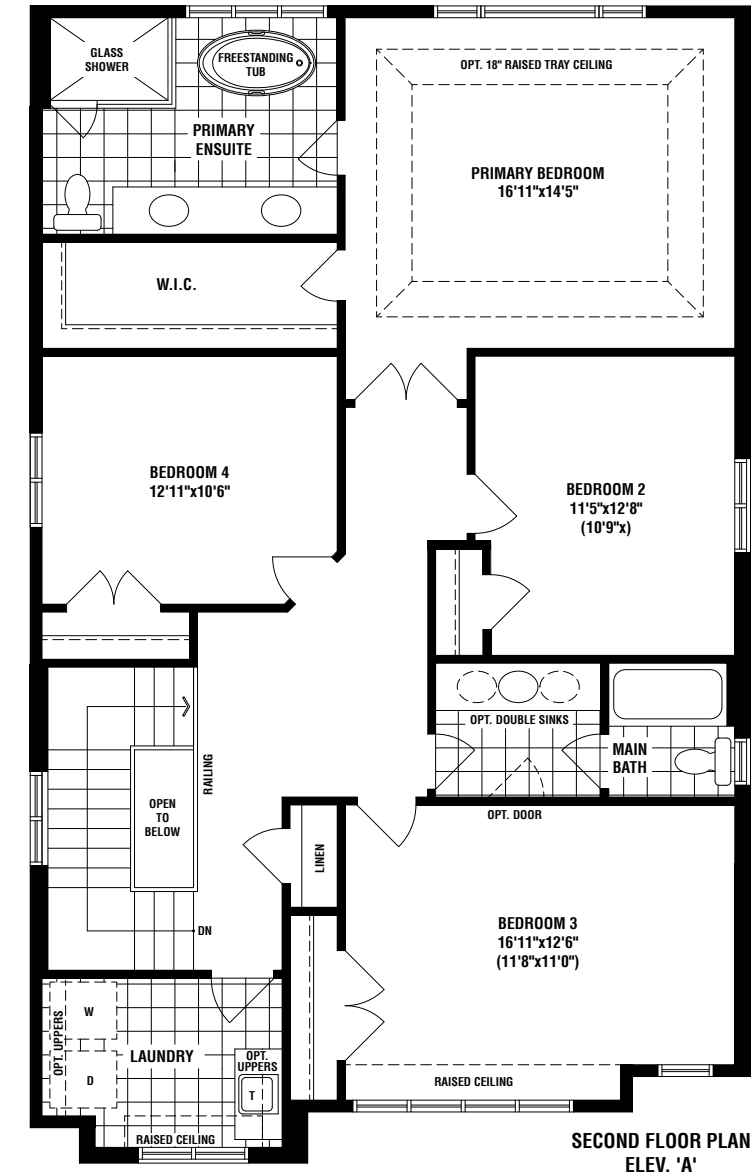 GLASS
SHOWER
FREESTANDING
TUB
OPT. 18" RAISED TRAY CEILING
PRIMARY
ENSUITE
PRIMARY BEDROOM
16'11"x14'5"
W.I.C.
BEDROOM 4
12'11"x10'6"
BEDROOM 2
11'5"x12'8"
(10'9"x)
OPT. DOUBLE SINKS
MAIN
BATH
RAILING
OPEN
TO
BELOW
OPT. DOOR
LINEN
DN
BEDROOM 3
16'11"x12'6"
(11'8"x11'0")
OPT. UPPERS
W
D
LAUNDRY
OPT.
UPPERS
T
RAISED CEILING
RAISED CEILING
SECOND FLOOR PLAN
ELEV. 'A'